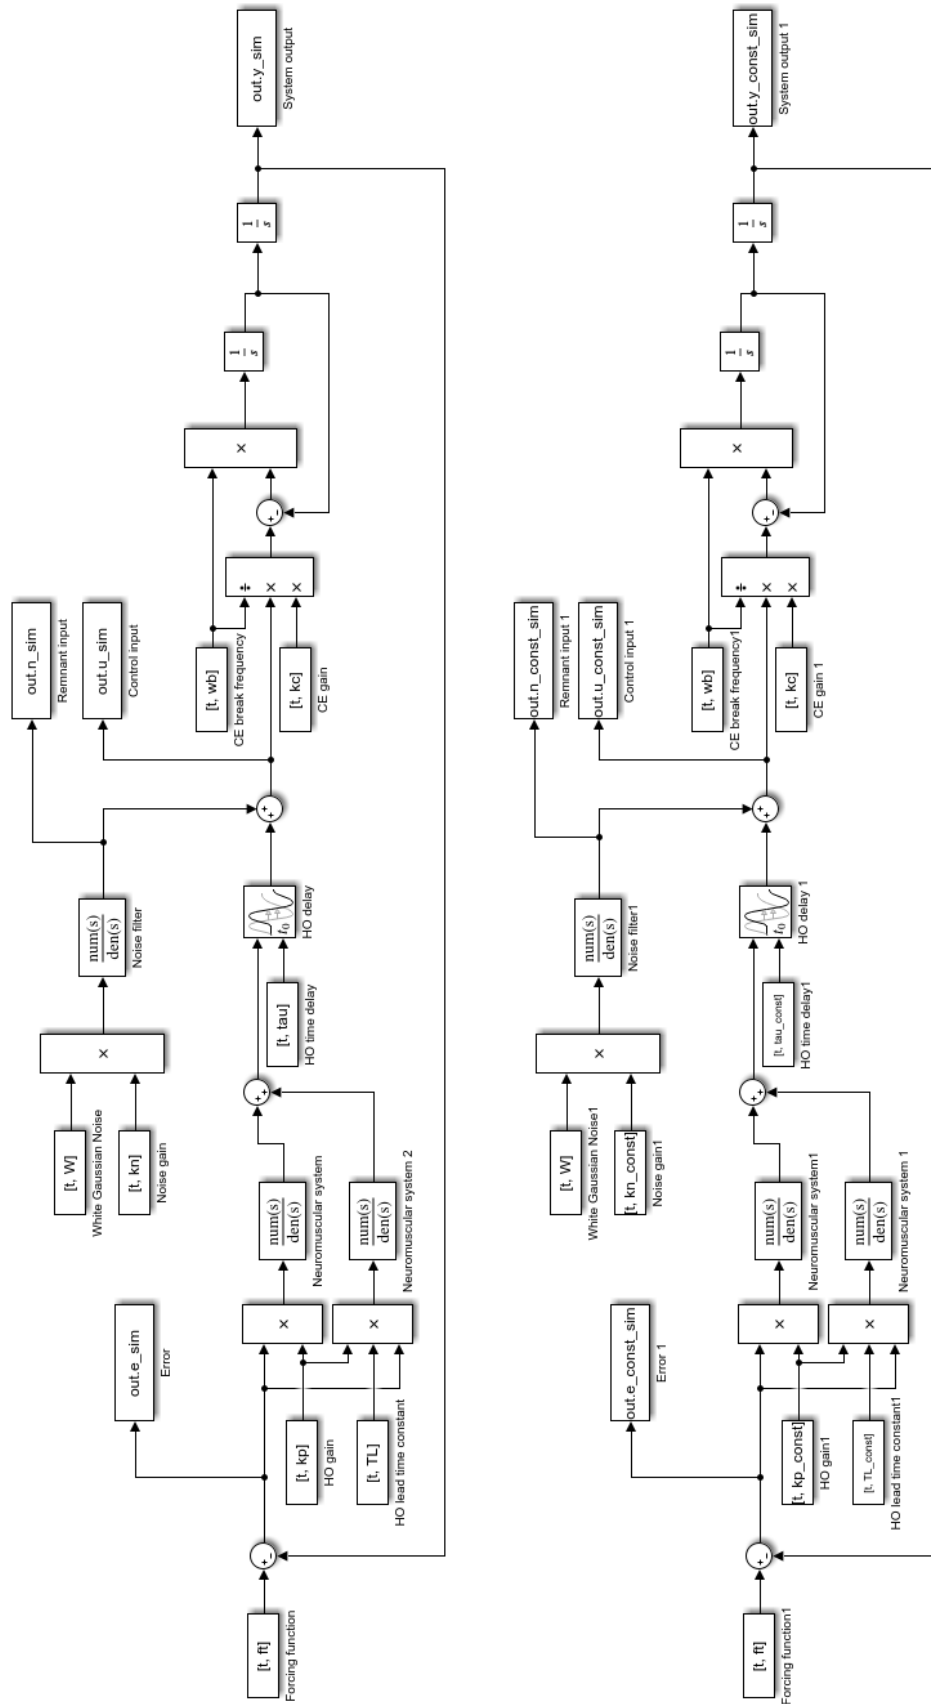 [t, ft]
Forcing function
+
-
out.e_sim
Error
[t, kp]
HO gain
[t, TL]
HO lead time constant
×
×
num(s)
den(s)
Neuromuscular system
num(s)
den(s)
Neuromuscular system 2
+
+
[t, W]
White Gaussian Noise
[t, kn]
Noise gain
×
num(s)
den(s)
Noise filter
[t, tau]
HO time delay
t0
HO delay
+
+
out.n_sim
Remnant input
out.u_sim
Control input
[t, wb]
CE break frequency
[t, kc]
CE gain
÷
×
×
+
-
×
1
s
1
s
out.y_sim
System output
[t, ft]
Forcing function1
+
-
out.e_const_sim
Error 1
[t, kp_const]
HO gain1
[t, TL_const]
HO lead time constant1
×
×
num(s)
den(s)
Neuromuscular system1
num(s)
den(s)
Neuromuscular system 1
+
+
[t, W]
White Gaussian Noise1
[t, kn_const]
Noise gain1
×
num(s)
den(s)
Noise filter1
[t, tau_const]
HO time delay1
t0
HO delay 1
+
+
out.n_const_sim
Remnant input 1
out.u_const_sim
Control input 1
[t, wb]
CE break frequency1
[t, kc]
CE gain 1
÷
×
×
+
-
×
1
s
1
s
out.y_const_sim
System output 1